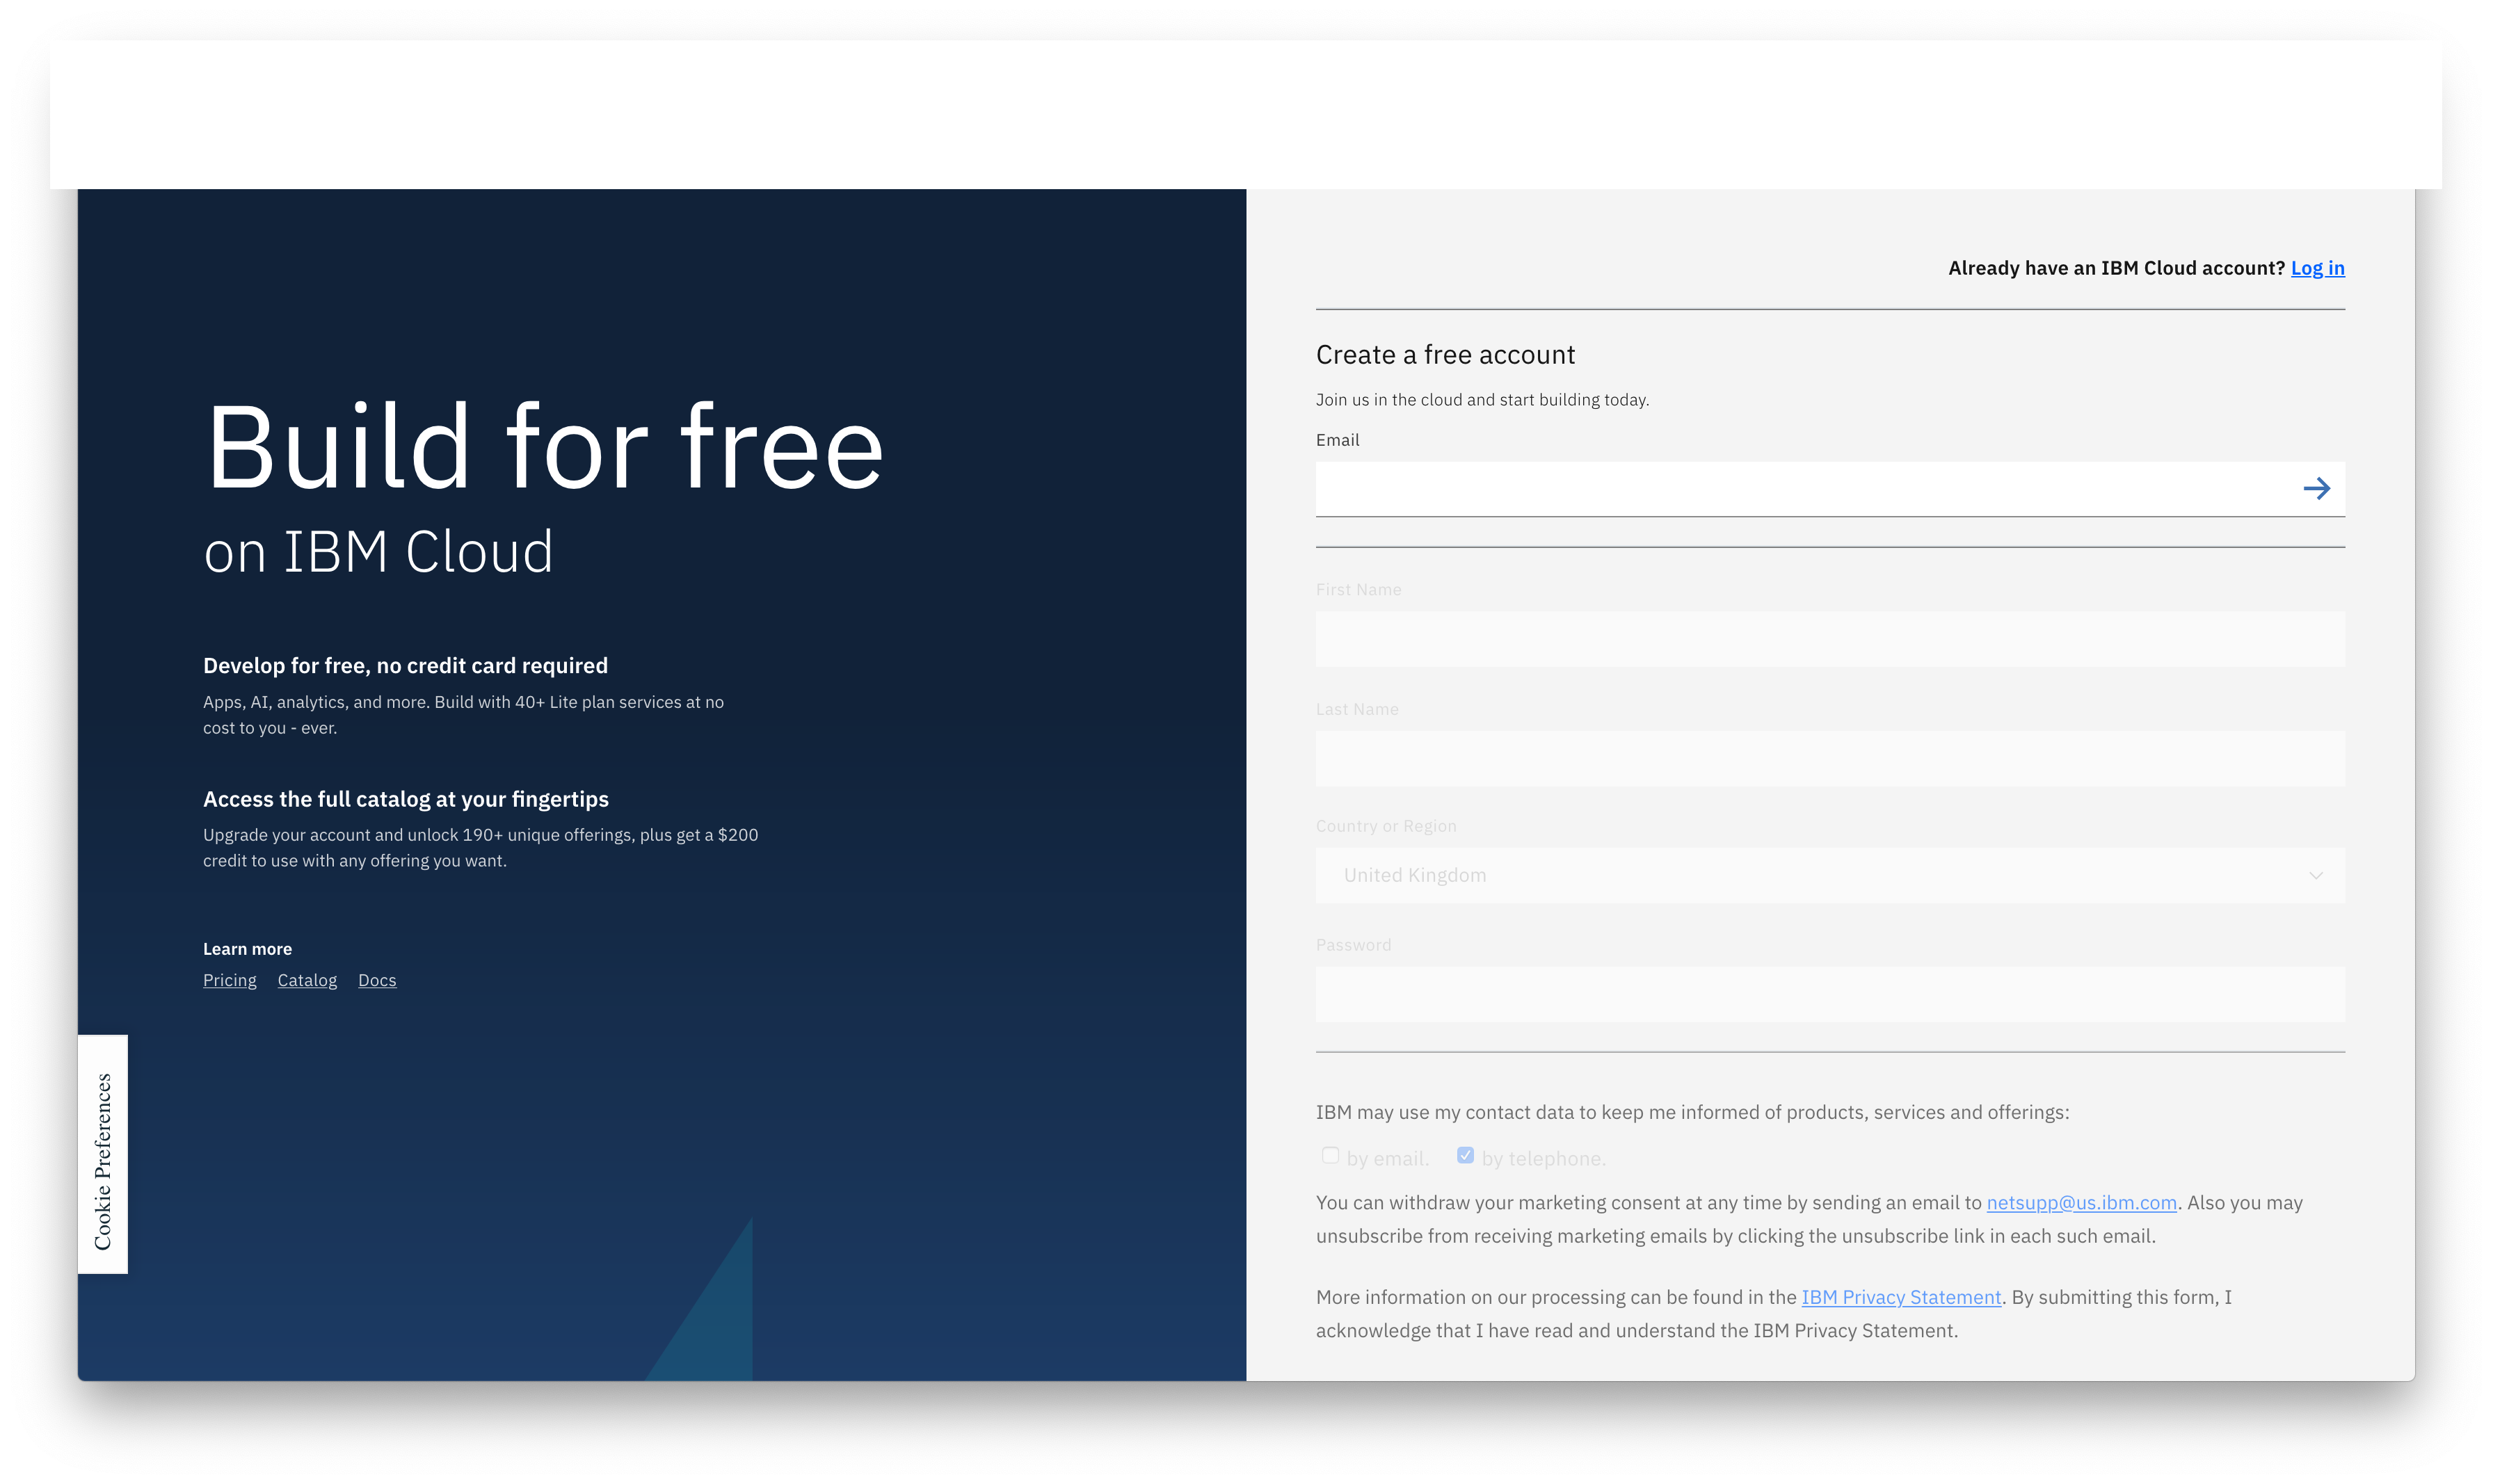 Build for free
on IBM Cloud
Develop for free, no credit card required
Apps, AI, analytics, and more. Build with 40+ Lite plan services at no
cost to you - ever.
Access the full catalog at your fingertips
Upgrade your account and unlock 190+ unique offerings, plus get a $200
credit to use with any offering you want.
Learn more
Pricing Catalog Docs
Cookie Preferences
Already have an IBM Cloud account? Log in
Create a free account
Join us in the cloud and start building today.
Email
First Name
Last Name
Country or Region
United Kingdom
Password
IBM may use my contact data to keep me informed of products, services and offerings:
by email. by telephone.
You can withdraw your marketing consent at any time by sending an email to netsupp@us.ibm.com. Also you may
unsubscribe from receiving marketing emails by clicking the unsubscribe link in each such email.
More information on our processing can be found in the IBM Privacy Statement. By submitting this form, I
acknowledge that I have read and understand the IBM Privacy Statement.